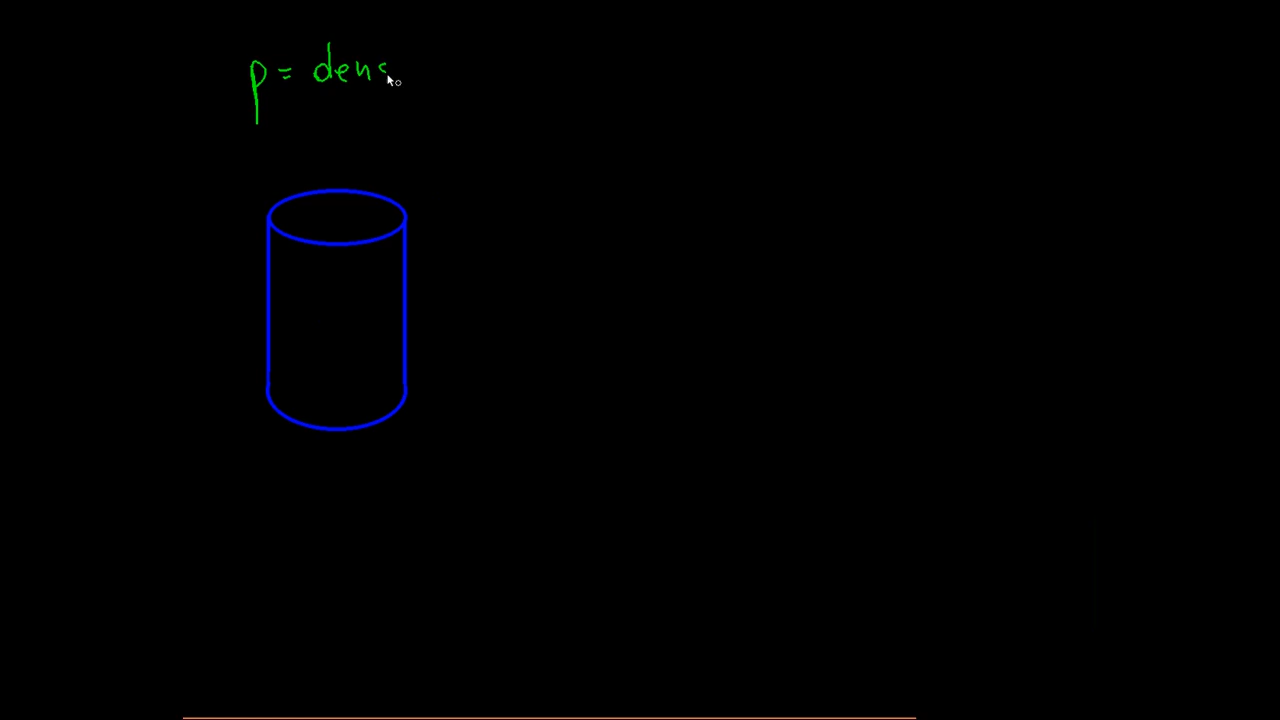 p = dens